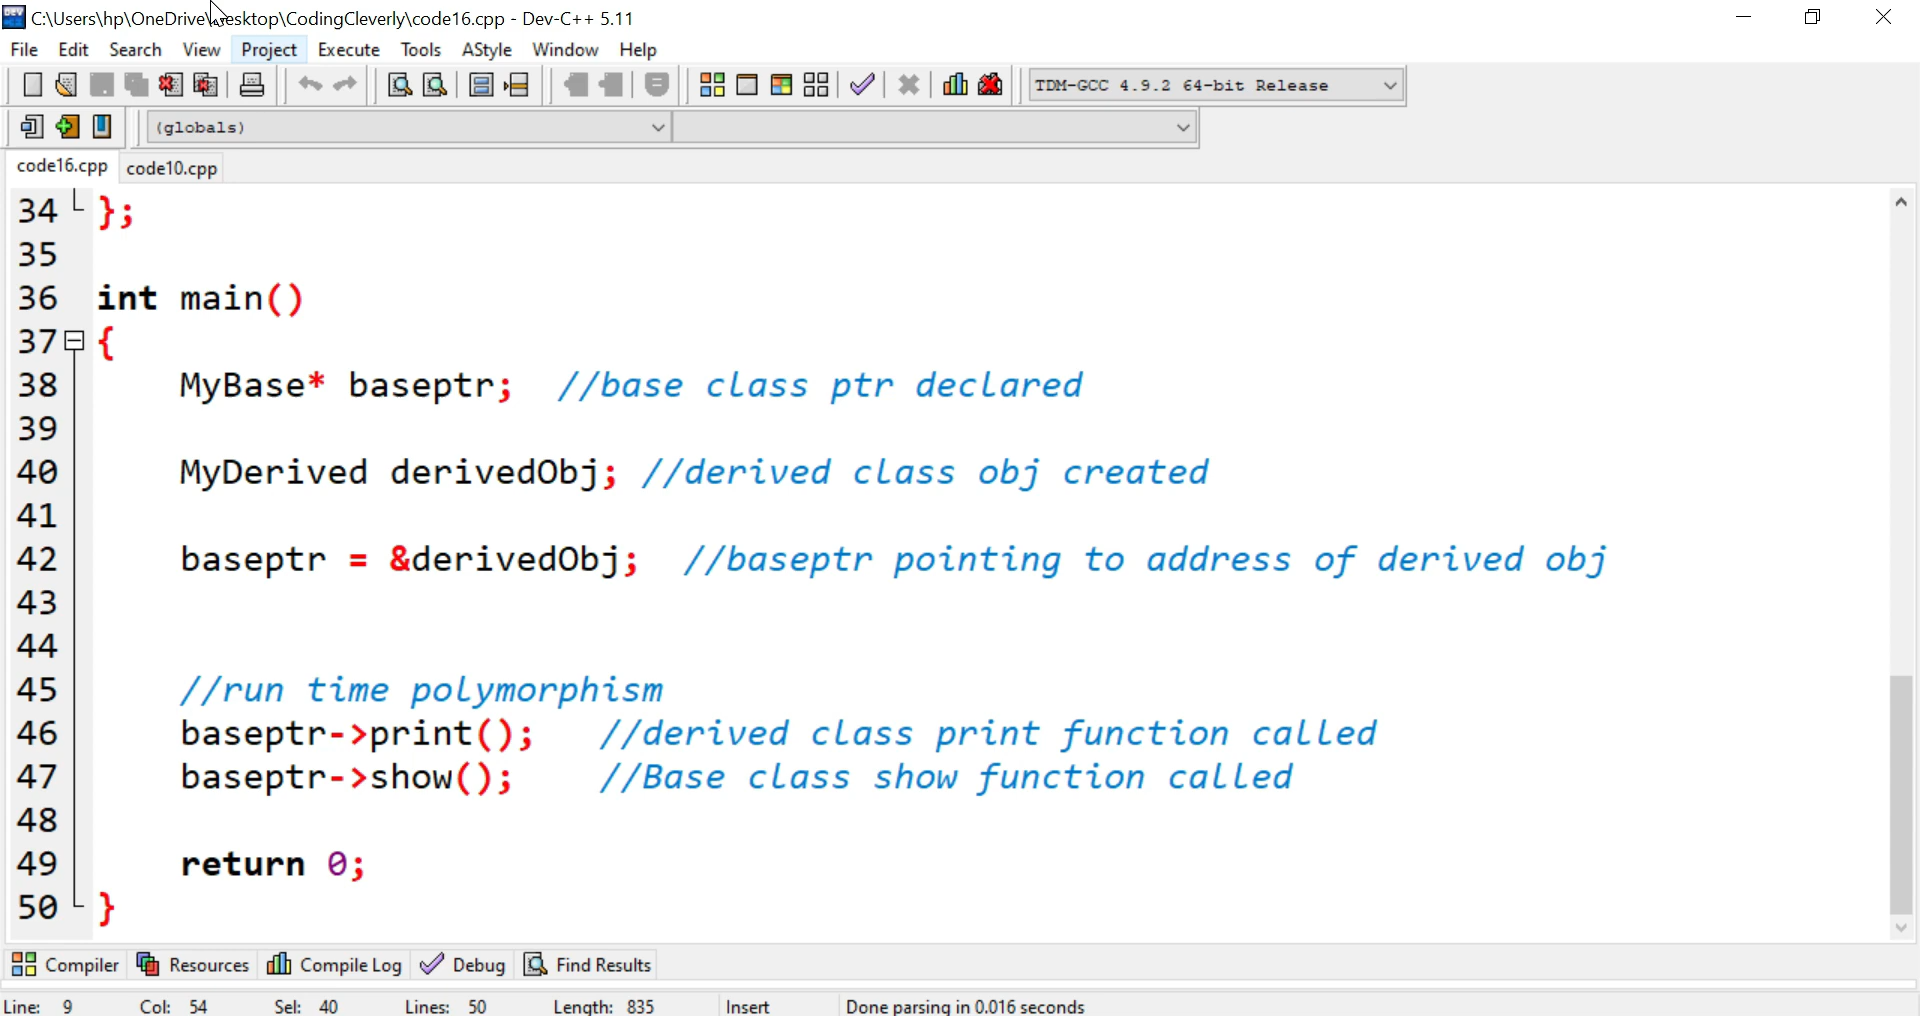 C:\Users\hp\OneDrive\Desktop\CodingCleverly\code16.cpp - Dev-C++ 5.11
File Edit Search View Project Execute Tools AStyle Window Help
TDM-GCC 4.9.2 64-bit Release
(globals)
code16.cpp code10.cpp
34 };
35
36 int main()
37 {
38 MyBase* baseptr; //base class ptr declared
39
40 MyDerived derivedObj; //derived class obj created
41
42 baseptr = &derivedObj; //baseptr pointing to address of derived obj
43
44
45 //run time polymorphism
46 baseptr->print(); //derived class print function called
47 baseptr->show(); //Base class show function called
48
49 return 0;
50 }
Compiler Resources Compile Log Debug Find Results
Line: 9 Col: 54 Sel: 40 Lines: 50 Length: 835 Insert Done parsing in 0.016 seconds